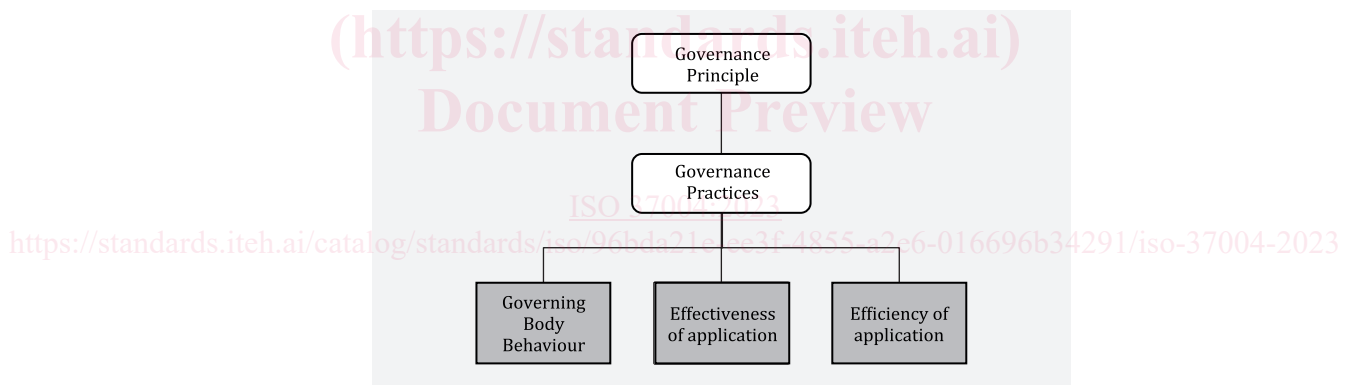 (https://standards.iteh.ai)
Governance
Principle
Document Preview
Governance
Practices
ISO 37004:2023
https://standards.iteh.ai/catalog/standards/iso/96bda21e-ee3f-4855-a2e6-016696b34291/iso-37004-2023
Governing
Body
Behaviour
Effectiveness
of application
Efficiency of
application